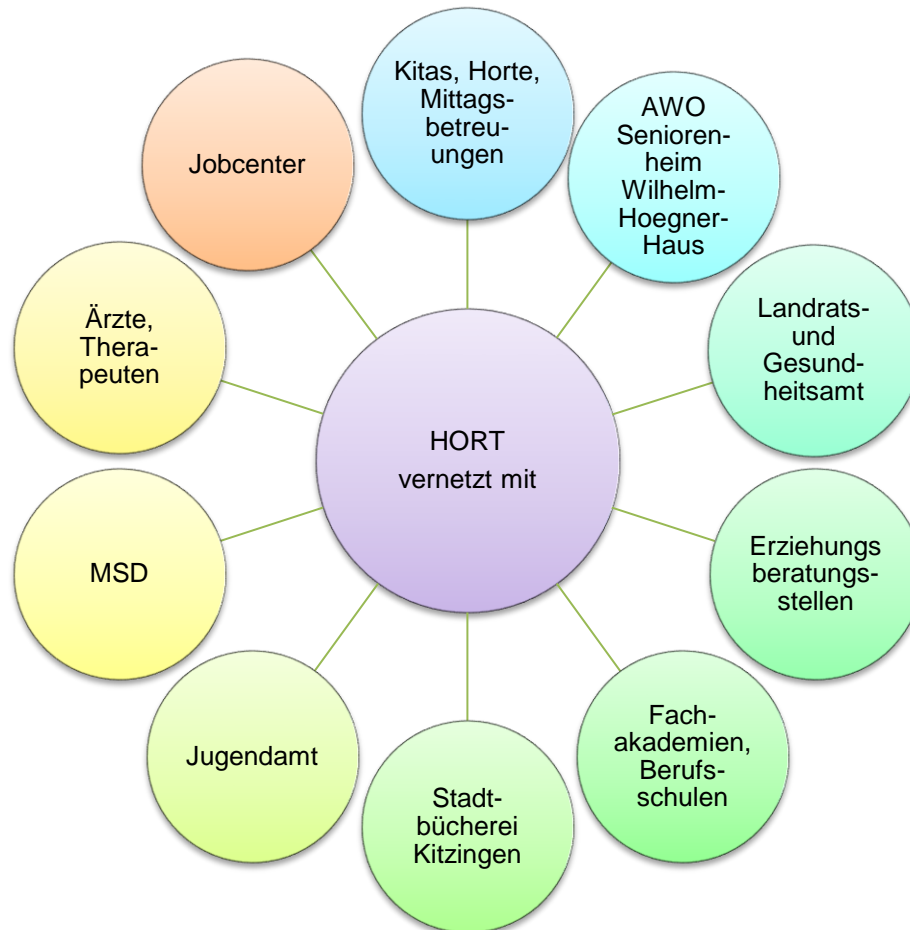 Kitas, Horte,
Mittags-
betreu-
ungen
AWO
Senioren-
heim
Wilhelm-
Hoegner-
Haus
Landrats-
und
Gesund-
heitsamt
Erziehungs
beratungs-
stellen
Fach-
akademien,
Berufs-
schulen
Stadt-
bücherei
Kitzingen
Jugendamt
MSD
Ärzte,
Thera-
peuten
Jobcenter
HORT
vernetzt mit